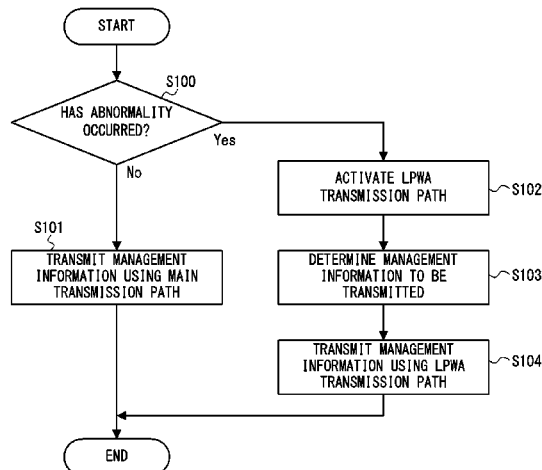 START
S100
HAS ABNORMALITY
OCCURRED?
Yes
No
ACTIVATE LPWA
TRANSMISSION PATH
S102
S101
TRANSMIT MANAGEMENT
INFORMATION USING MAIN
TRANSMISSION PATH
DETERMINE MANAGEMENT
INFORMATION TO BE
TRANSMITTED
S103
TRANSMIT MANAGEMENT
INFORMATION USING LPWA
TRANSMISSION PATH
S104
END